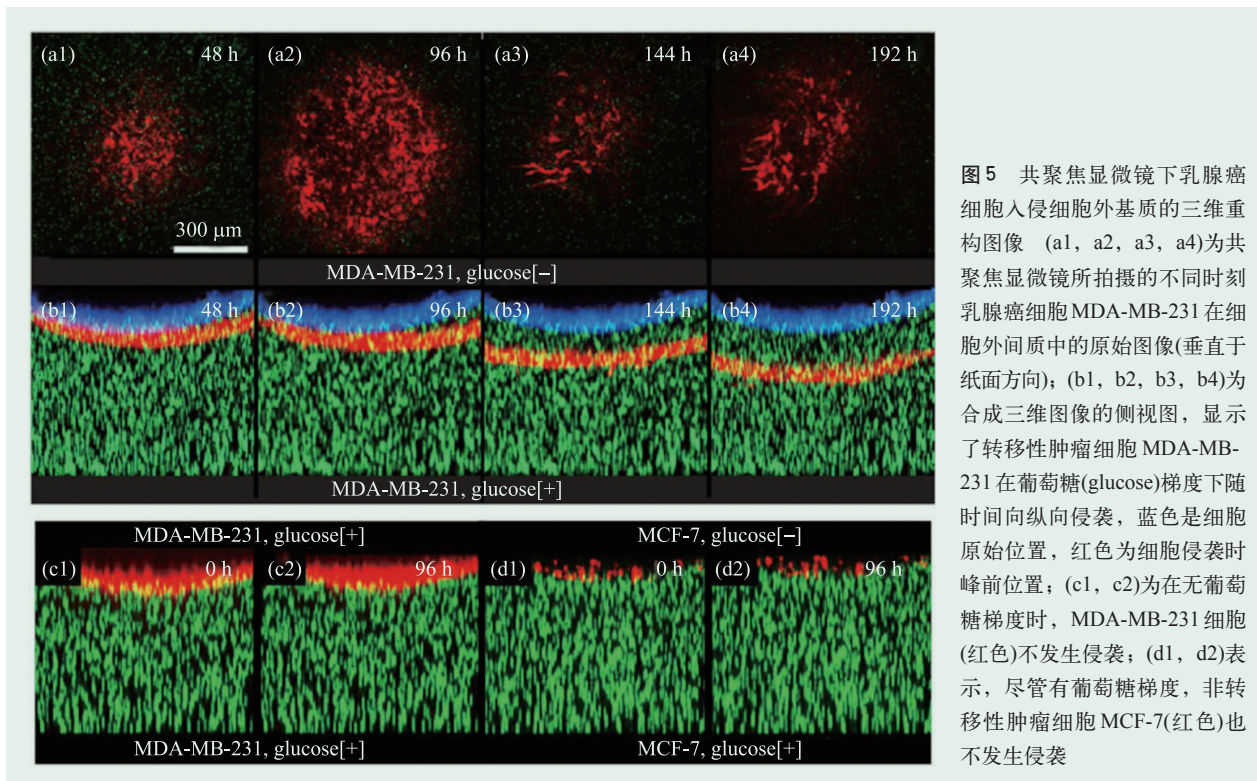 (a1) 48 h (a2) 96 h (a3) 144 h (a4) 192 h
300 μm
MDA-MB-231, glucose[−]
(b1) 48 h (b2) 96 h (b3) 144 h (b4) 192 h
MDA-MB-231, glucose[+]
MDA-MB-231, glucose[+] MCF-7, glucose[−]
(c1) 0 h (c2) 96 h (d1) 0 h (d2) 96 h
MDA-MB-231, glucose[+] MCF-7, glucose[+]
图5 共聚焦显微镜下乳腺癌
细胞入侵细胞外基质的三维重
构图像 (a1，a2，a3，a4)为共
聚焦显微镜所拍摄的不同时刻
乳腺癌细胞MDA-MB-231在细
胞外间质中的原始图像(垂直于
纸面方向)；(b1，b2，b3，b4)为
合成三维图像的侧视图，显示
了转移性肿瘤细胞 MDA-MB-
231在葡萄糖(glucose)梯度下随
时间向纵向侵袭，蓝色是细胞
原始位置，红色为细胞侵袭时
峰前位置；(c1，c2)为在无葡萄
糖梯度时，MDA-MB-231 细胞
(红色)不发生侵袭；(d1，d2)表
示，尽管有葡萄糖梯度，非转
移性肿瘤细胞 MCF-7(红色)也
不发生侵袭